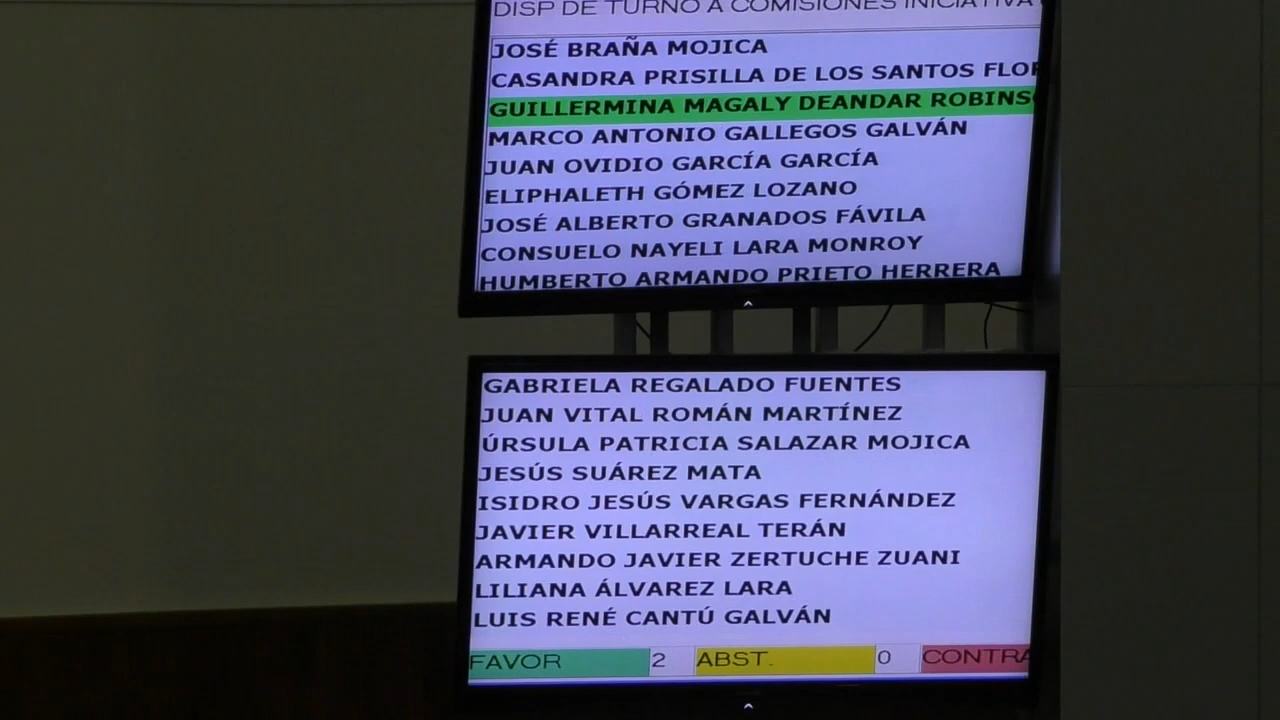 DISP DE TURNO A COMISIONES INICIATIVA
JOSÉ BRAÑA MOJICA
CASANDRA PRISILLA DE LOS SANTOS FLOR
GUILLERMINA MAGALY DEANDAR ROBINSO
MARCO ANTONIO GALLEGOS GALVÁN
JUAN OVIDIO GARCÍA GARCÍA
ELIPHALETH GÓMEZ LOZANO
JOSÉ ALBERTO GRANADOS FÁVILA
CONSUELO NAYELI LARA MONROY
HUMBERTO ARMANDO PRIETO HERRERA
GABRIELA REGALADO FUENTES
JUAN VITAL ROMÁN MARTÍNEZ
ÚRSULA PATRICIA SALAZAR MOJICA
JESÚS SUÁREZ MATA
ISIDRO JESÚS VARGAS FERNÁNDEZ
JAVIER VILLARREAL TERÁN
ARMANDO JAVIER ZERTUCHE ZUANI
LILIANA ÁLVAREZ LARA
LUIS RENÉ CANTÚ GALVÁN
FAVOR 2 ABST. 0 CONTRA